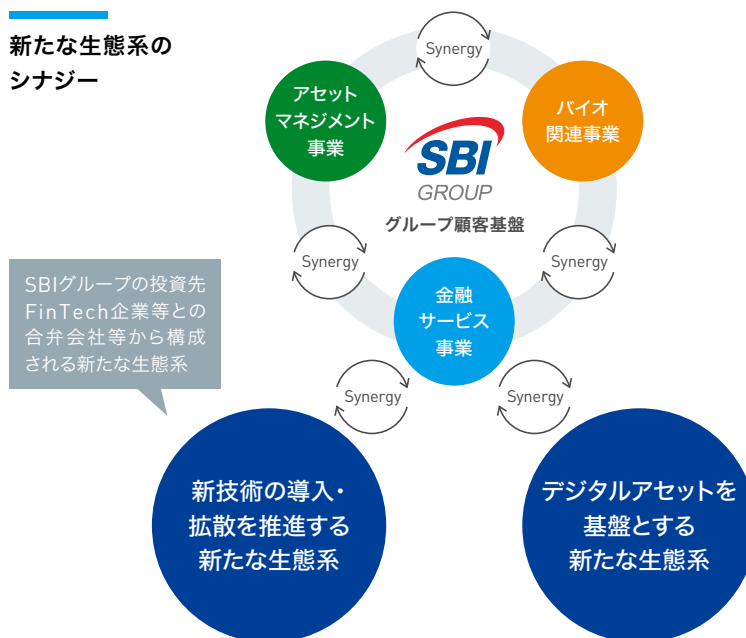 新たな生態系の
シナジー
Synergy
アセット
マネジメント
事業
バイオ
関連事業
SBI
GROUP
グループ顧客基盤
Synergy
Synergy
金融
サービス
事業
SBIグループの投資先
FinTech企業等との
合弁会社等から構成
される新たな生態系
Synergy
Synergy
新技術の導入・
拡散を推進する
新たな生態系
デジタルアセットを
基盤とする
新たな生態系